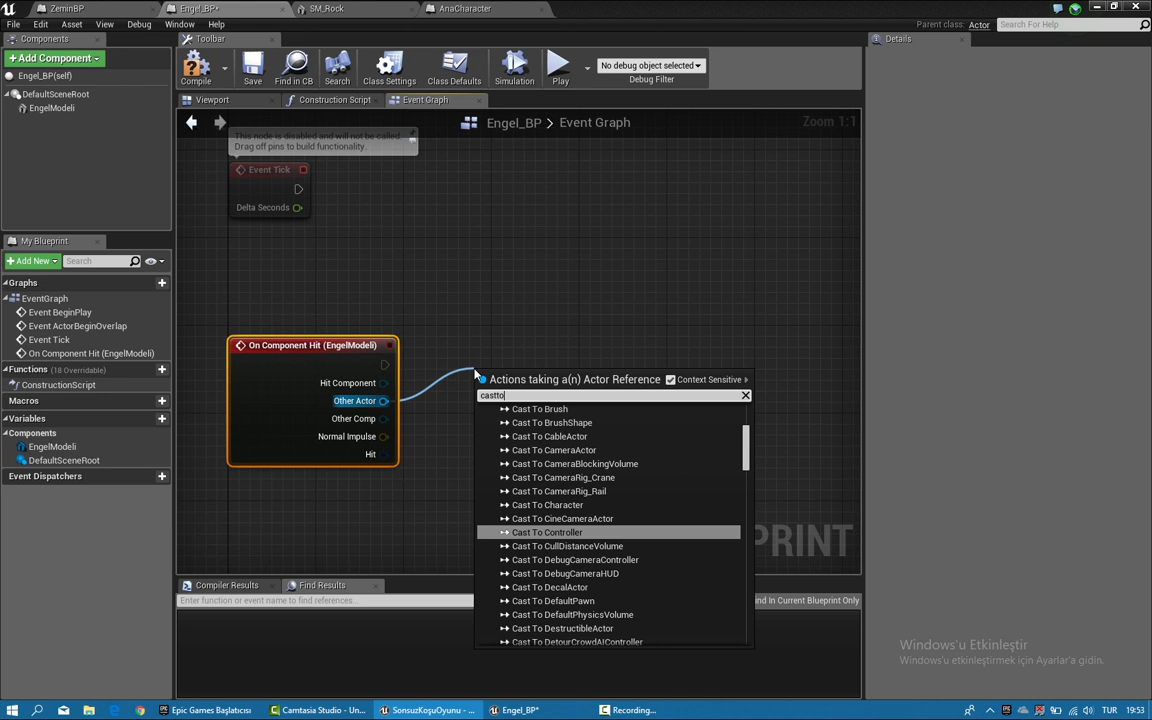 ZeminBP
Engel_BP*
SM_Rock
AnaCharacter
File Edit Asset View Debug Window Help
Parent class: Actor
Search For Help
Components
Toolbar
Details
+ Add Component
Engel_BP(self)
DefaultSceneRoot
EngelModeli
Compile
Save
Find in CB
Search
Class Settings
Class Defaults
Simulation
Play
No debug object selected
Debug Filter
Viewport
Construction Script
Event Graph
Engel_BP > Event Graph
Zoom 1:1
This node is disabled and will not be called.
Drag off pins to build functionality.
Event Tick
Delta Seconds
My Blueprint
+ Add New
Search
Graphs
EventGraph
Event BeginPlay
Event ActorBeginOverlap
Event Tick
On Component Hit (EngelModeli)
Functions (18 Overridable)
ConstructionScript
Macros
Variables
Components
EngelModeli
DefaultSceneRoot
Event Dispatchers
On Component Hit (EngelModeli)
Hit Component
Other Actor
Other Comp
Normal Impulse
Hit
Actions taking a(n) Actor Reference
Context Sensitive
castto
Cast To Brush
Cast To BrushShape
Cast To CableActor
Cast To CameraActor
Cast To CameraBlockingVolume
Cast To CameraRig_Crane
Cast To CameraRig_Rail
Cast To Character
Cast To CineCameraActor
Cast To Controller
Cast To CullDistanceVolume
Cast To DebugCameraController
Cast To DebugCameraHUD
Cast To DecalActor
Cast To DefaultPawn
Cast To DefaultPhysicsVolume
Cast To DestructibleActor
Cast To DetourCrowdAIController
PRINT
Compiler Results
Find Results
Enter function or event name to find references...
ind In Current Blueprint Only
Windows'u Etkinleştir
Windows'u etkinleştirmek için Ayarlar'a gidin.
Epic Games Başlatıcısı
Camtasia Studio - Un...
SonsuzKoşuOyunu - ...
Engel_BP*
Recording...
TUR
19:53